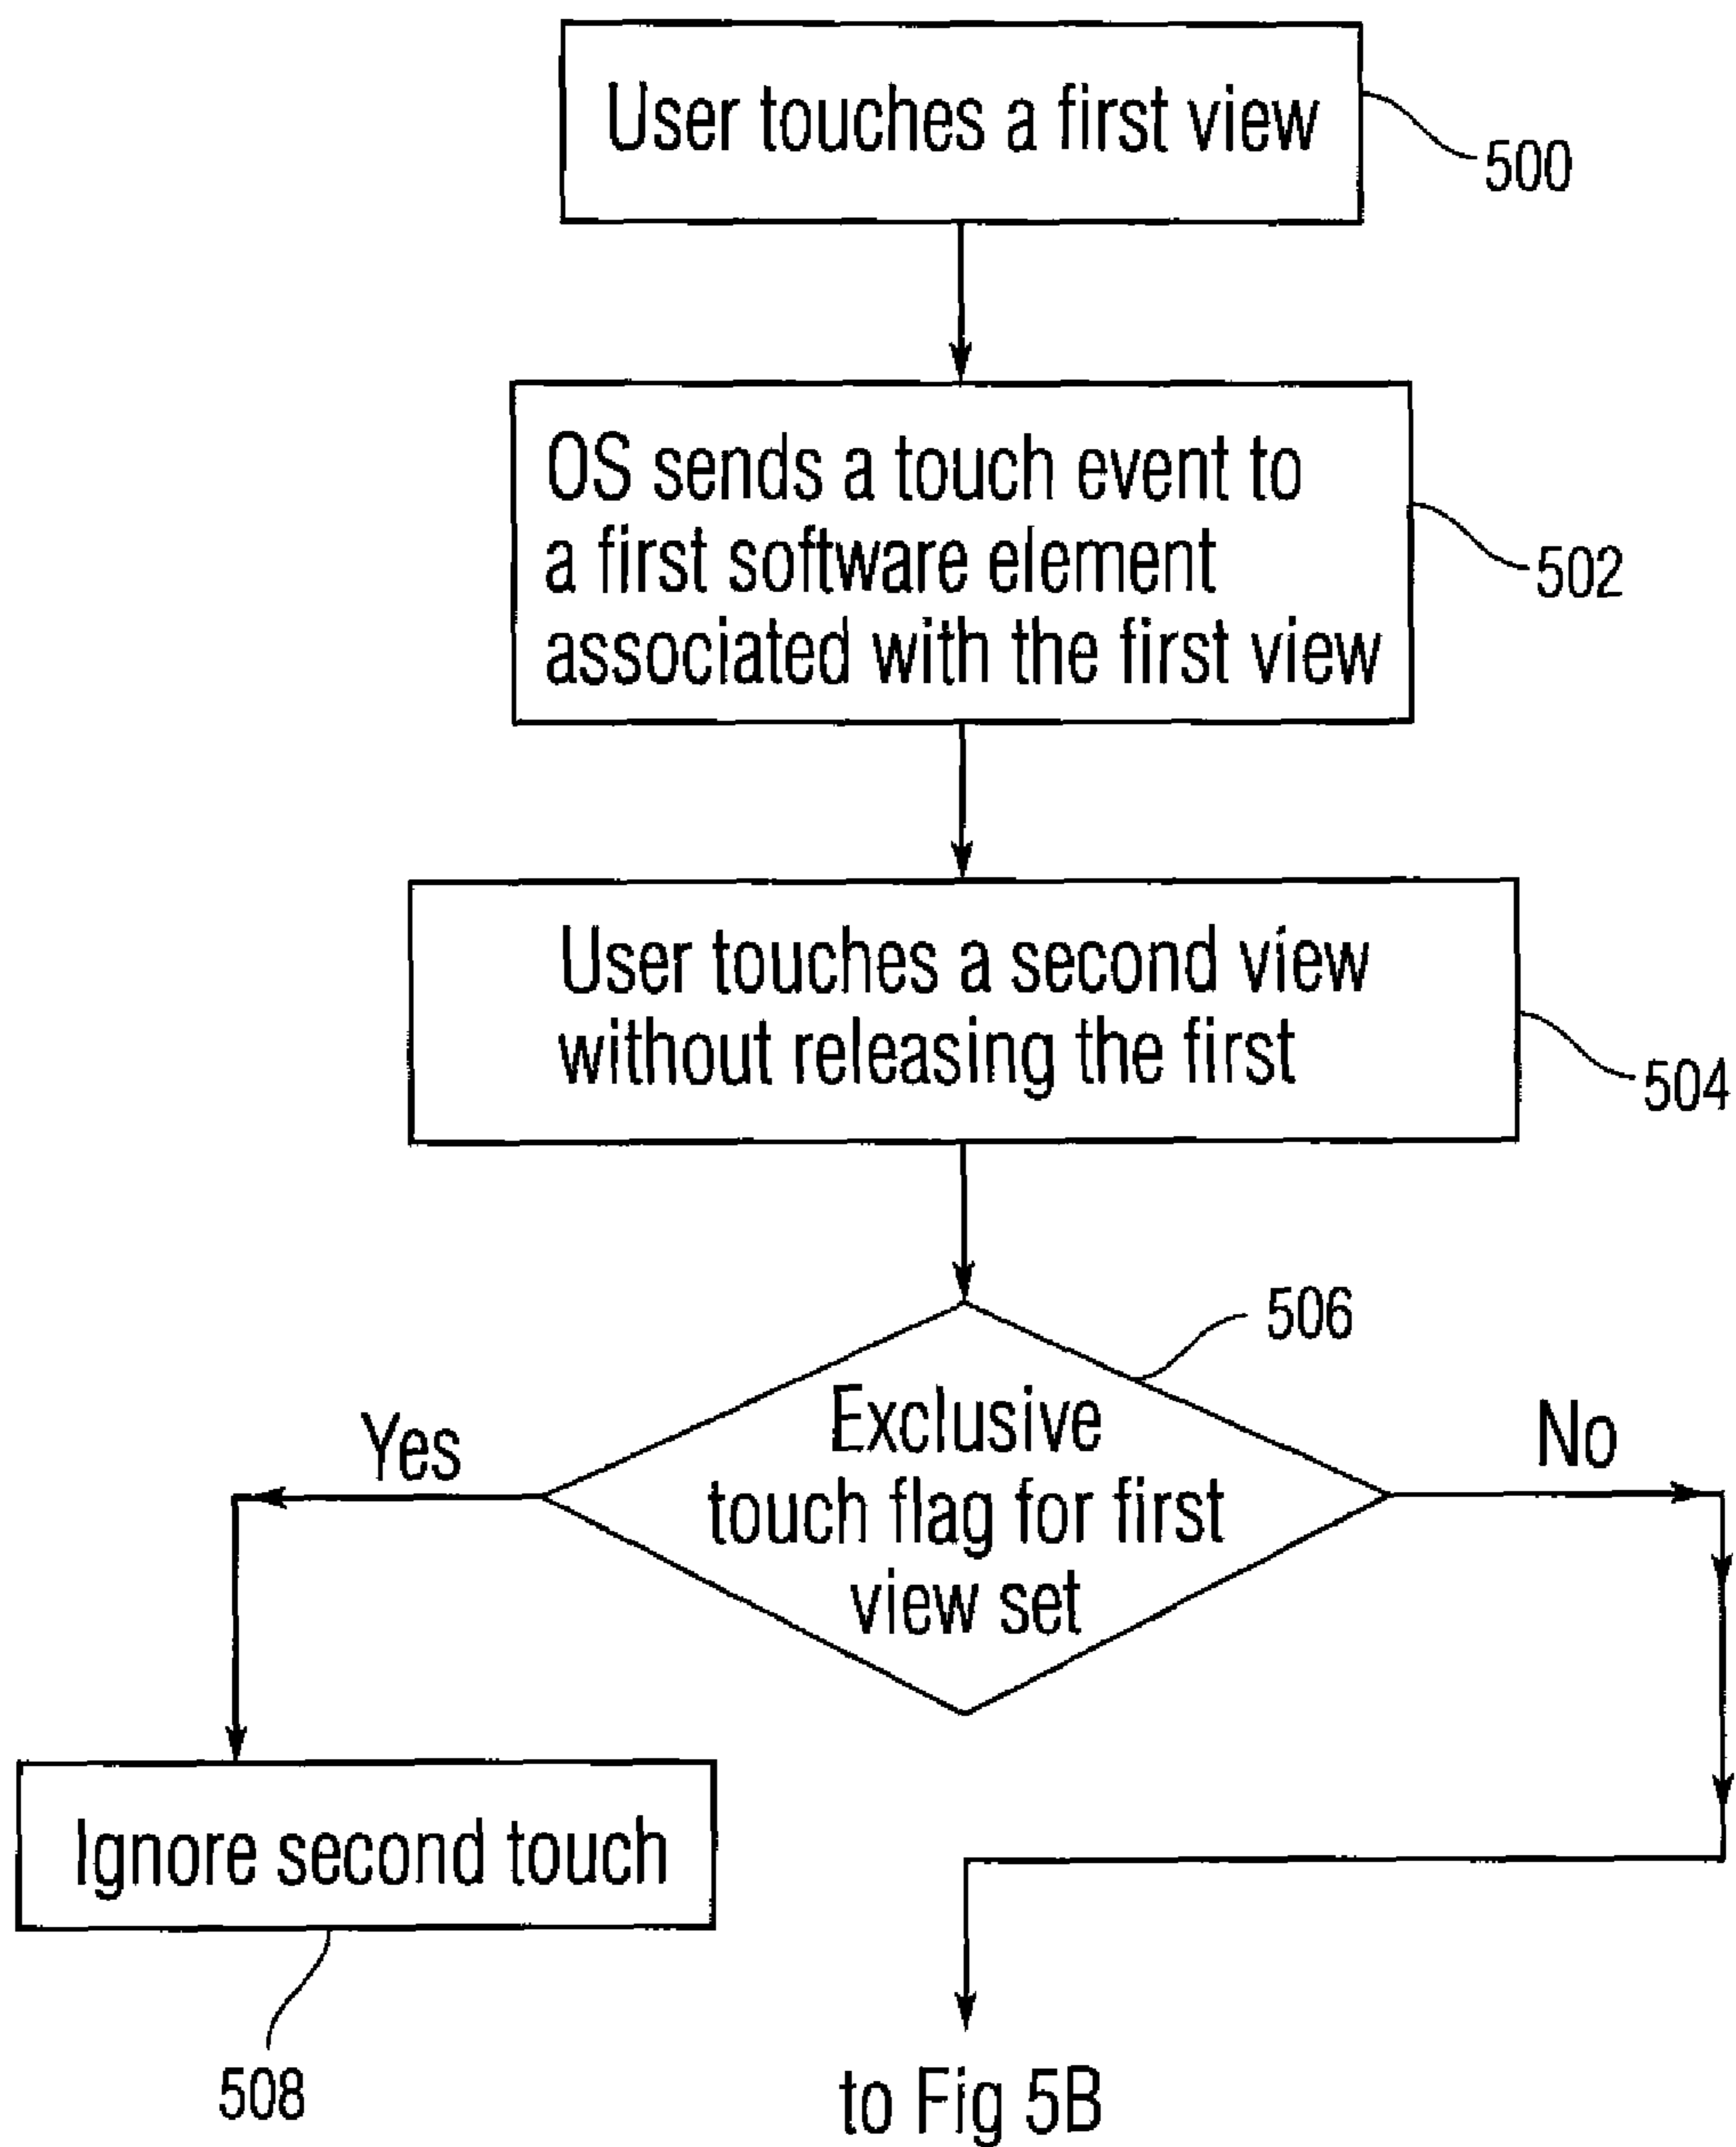 User touches a first view
500
OS sends a touch event to
a first software element
associated with the first view
502
User touches a second view
without releasing the first
504
506
Exclusive
touch flag for first
view set
Yes
No
Ignore second touch
508
to Fig 5B